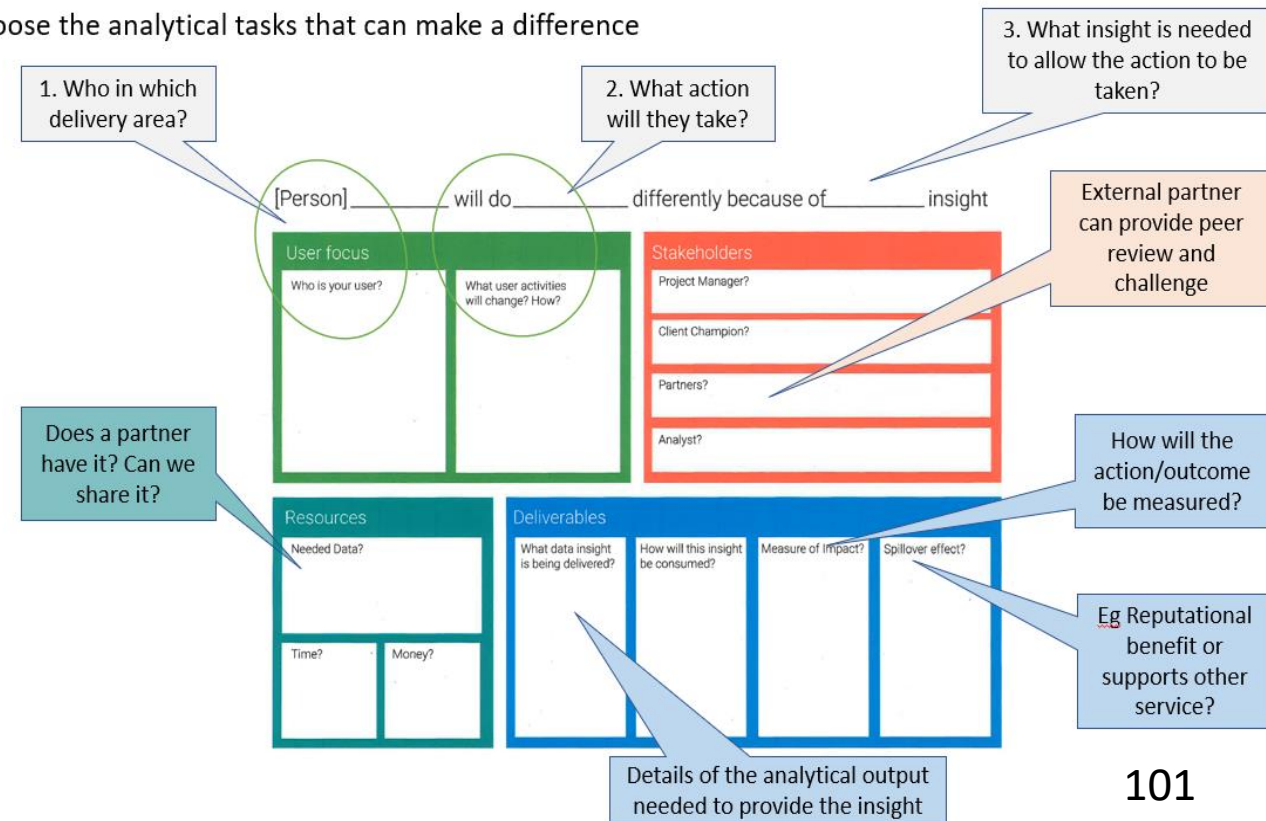 pose the analytical tasks that can make a difference
1. Who in which
delivery area?
2. What action
will they take?
3. What insight is needed
to allow the action to be
taken?
[Person]__________ will do____________ differently because of__________ insight
External partner
can provide peer
review and
challenge
User focus
Who is your user?
What user activities
will change? How?
Stakeholders
Project Manager?
Client Champion?
Partners?
Analyst?
Does a partner
have it? Can we
share it?
How will the
action/outcome
be measured?
Resources
Needed Data?
Time?
Money?
Deliverables
What data insight
is being delivered?
How will this insight
be consumed?
Measure of Impact?
Spillover effect?
Eg Reputational
benefit or
supports other
service?
Details of the analytical output
needed to provide the insight
101